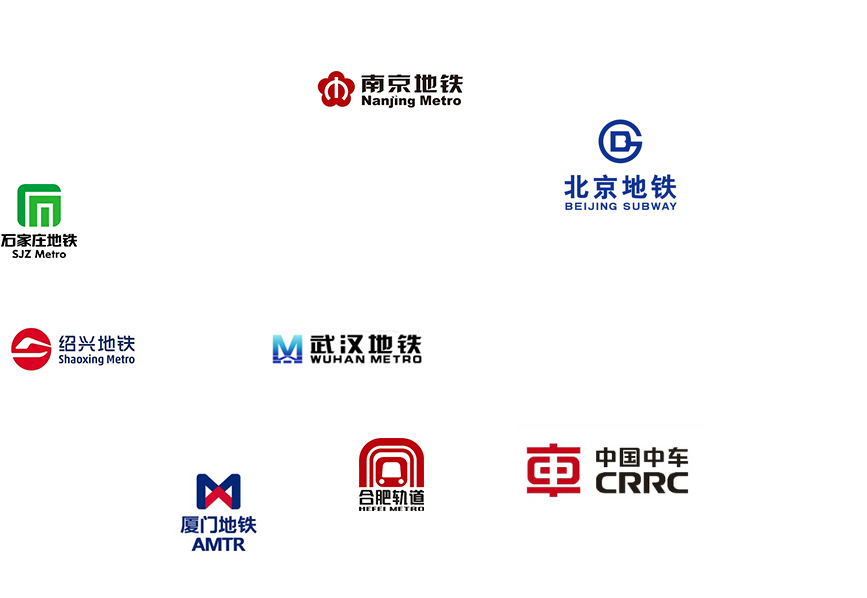 南京地铁
Nanjing Metro
北京地铁
BEIJING SUBWAY
石家庄地铁
SJZ Metro
绍兴地铁
Shaoxing Metro
武汉地铁
WUHAN METRO
合肥轨道
HEFEI METRO
中国中车
CRRC
厦门地铁
AMTR